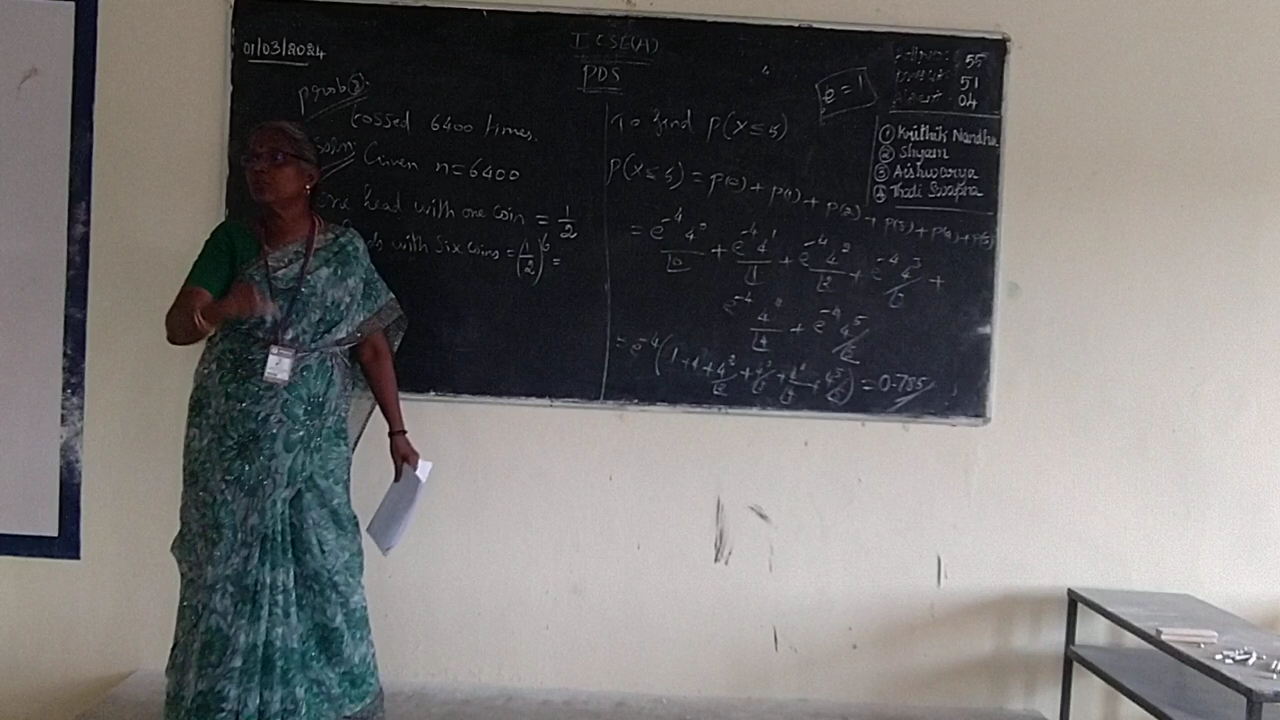 01/03/2024
I CSE(A)
PDS
prob(3):
tossed 6400 times.
Soln: Given n=6400
one head with one coin = 1/2
with six coins = (1/2)^6 =
To find P(X≤5)
e=1
P(X≤5) = P(0) + P(1) + P(2) + P(3) + P(4) + P(5)
= e^-4 4^0/⌊0 + e^-4 4^1/⌊1 + e^-4 4^2/⌊2 + e^-4 4^3/⌊3 +
e^-4 4^4/⌊4 + e^-4 4^5/⌊5
= e^-4 (1+4+4^2/⌊2 + 4^3/⌊3 + 4^4/⌊4 + 4^5/⌊5) = 0.785
55
51
04
① Kruthik Nandha
② Shyam
③ Aishwarya
④ Thadi Swapna